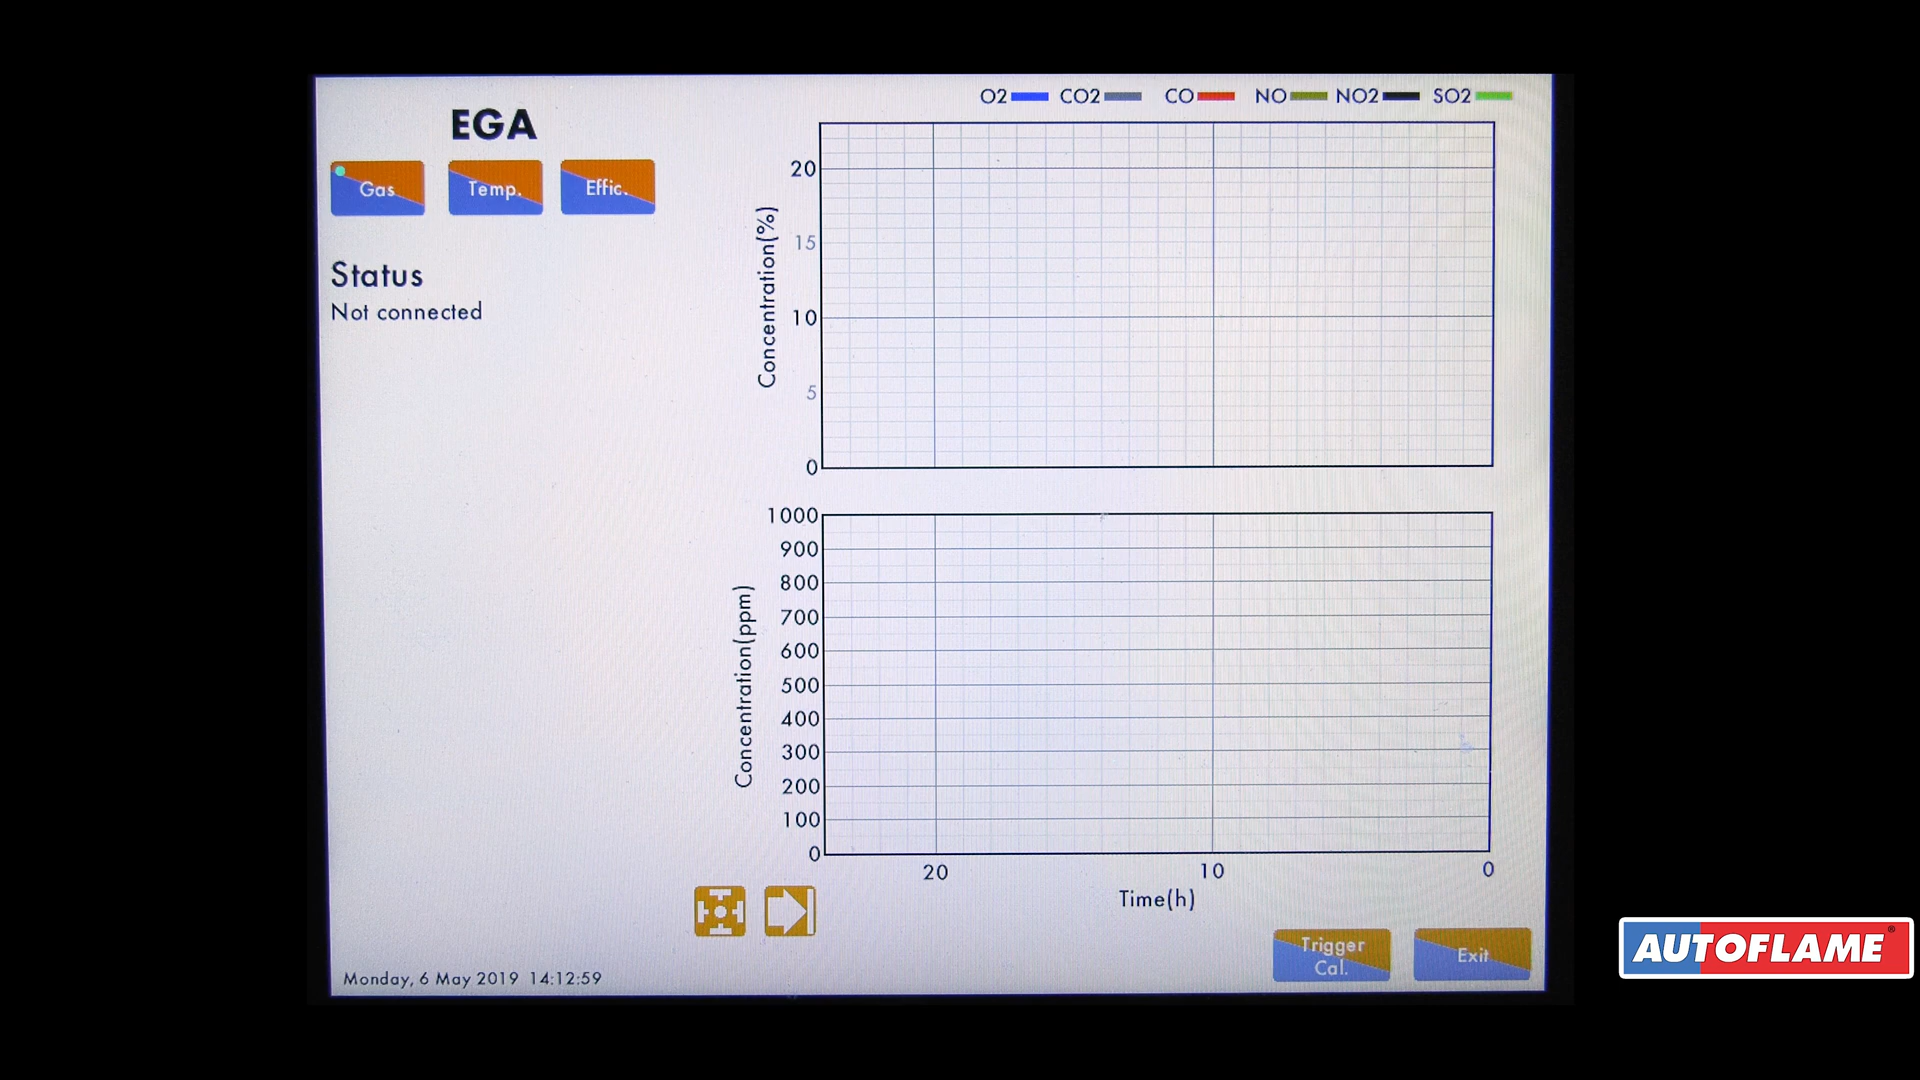 EGA
Gas
Temp.
Effic.
Status
Not connected
O2 CO2 CO NO NO2 SO2
Concentration(%)
20
15
10
5
0
Concentration(ppm)
1000
900
800
700
600
500
400
300
200
100
0
20 10 0
Time(h)
Trigger
Cal.
Exit
Monday, 6 May 2019 14:12:59
AUTOFLAME®